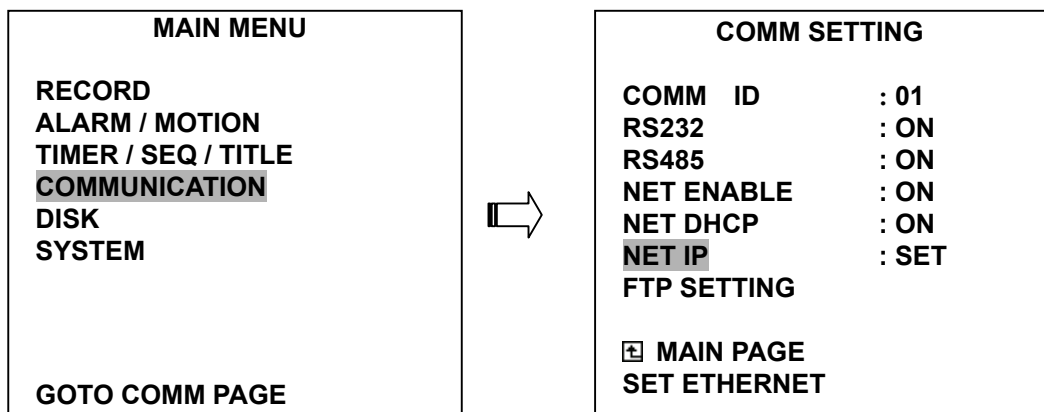 MAIN MENU
RECORD
ALARM / MOTION
TIMER / SEQ / TITLE
COMMUNICATION
DISK
SYSTEM
GOTO COMM PAGE
COMM SETTING
COMM ID : 01
RS232 : ON
RS485 : ON
NET ENABLE : ON
NET DHCP : ON
NET IP : SET
FTP SETTING
MAIN PAGE
SET ETHERNET